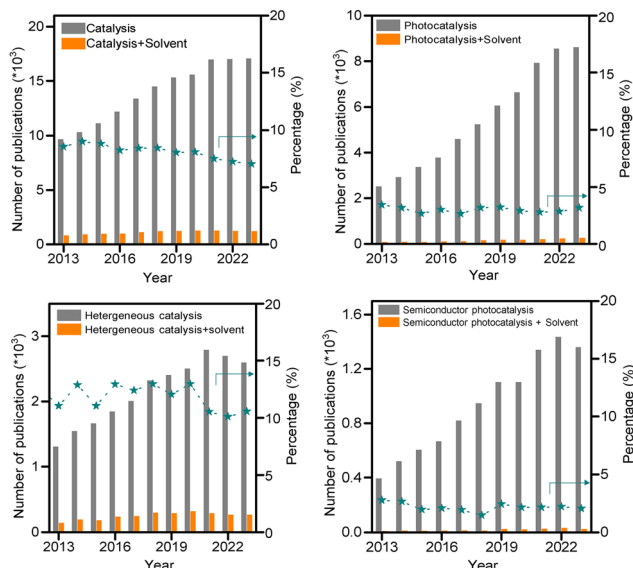 Catalysis
Catalysis+Solvent
Number of publications (*10³)
0
5
10
15
20
2013
2016
2019
2022
Year
0
5
10
15
20
Percentage (%)
Photocatalysis
Photocatalysis+Solvent
Number of publications (*10³)
0
2
4
6
8
10
2013
2016
2019
2022
Year
0
5
10
15
20
Percentage (%)
Hetergeneous catalysis
Hetergeneous catalysis+solvent
Number of publications (*10³)
0
1
2
3
2013
2016
2019
2022
Year
0
5
10
15
20
Percentage (%)
Semiconductor photocatalysis
Semiconductor photocatalysis + Solvent
Number of publications (*10³)
0.0
0.4
0.8
1.2
1.6
2013
2016
2019
2022
Year
0
5
10
15
20
Percentage (%)